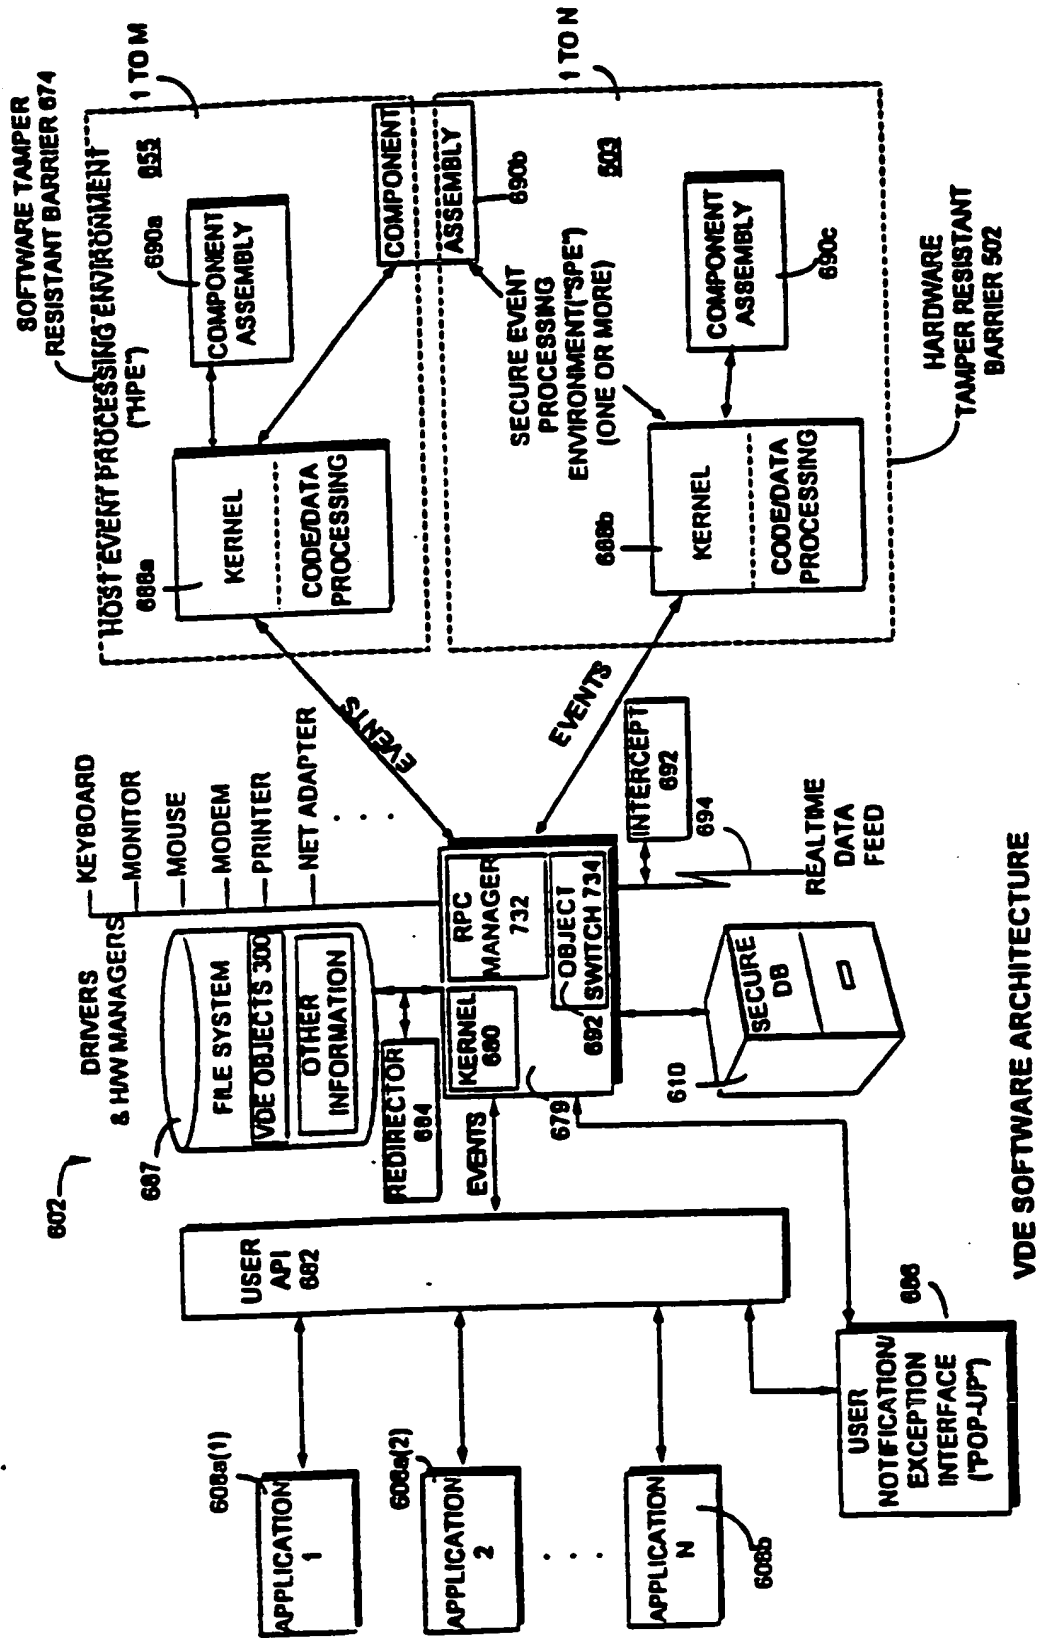 SOFTWARE TAMPER
RESISTANT BARRIER 674
HOST EVENT PROCESSING ENVIRONMENT
("HPE")
655
1 TO M
690a
COMPONENT
ASSEMBLY
688a
KERNEL
CODE/DATA
PROCESSING
COMPONENT
ASSEMBLY
690b
1 TO N
503
SECURE EVENT
PROCESSING
ENVIRONMENT("SPE")
(ONE OR MORE)
COMPONENT
ASSEMBLY
690c
688b
KERNEL
CODE/DATA
PROCESSING
HARDWARE
TAMPER RESISTANT
BARRIER 502
EVENTS
EVENTS
DRIVERS
& H/W MANAGERS
KEYBOARD
MONITOR
MOUSE
MODEM
PRINTER
NET ADAPTER
602
687
FILE SYSTEM
VDE OBJECTS 300
OTHER
INFORMATION
REDIRECTOR
684
RPC
MANAGER
732
KERNEL
680
OBJECT
SWITCH 734
692
679
INTERCEPT
692
694
REALTIME
DATA
FEED
SECURE
DB
610
EVENTS
USER
API
682
608a(1)
APPLICATION
1
608a(2)
APPLICATION
2
APPLICATION
N
608b
USER
NOTIFICATION/
EXCEPTION
INTERFACE
("POP-UP")
686
VDE SOFTWARE ARCHITECTURE